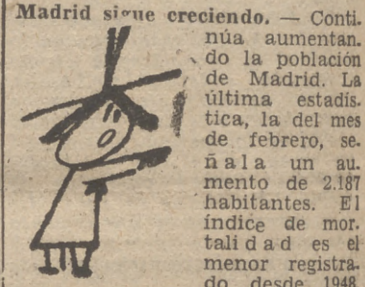 Madrid sigue creciendo. — Conti-
núa aumentan-
do la población
de Madrid. La
última estadís-
tica, la del mes
de febrero, se-
ñala un au-
mento de 2.187
habitantes. El
índice de mor-
talidad es el
menor registra-
do desde 1948